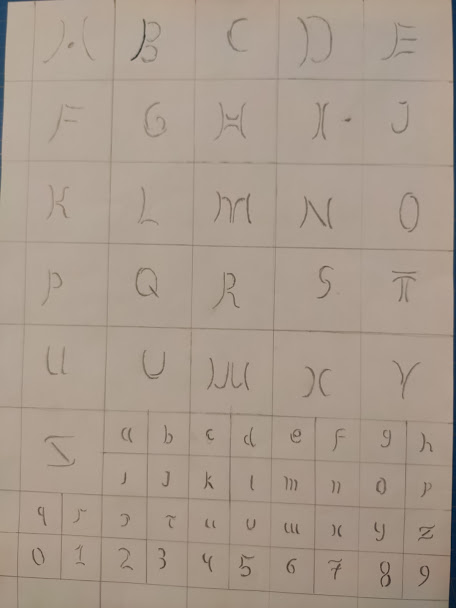 A B C D E
F G H I J
K L M N O
P Q R S T
U V W X Y
Z a b c d e f g h
i j k l m n o p
q r s t u v w x y z
0 1 2 3 4 5 6 7 8 9